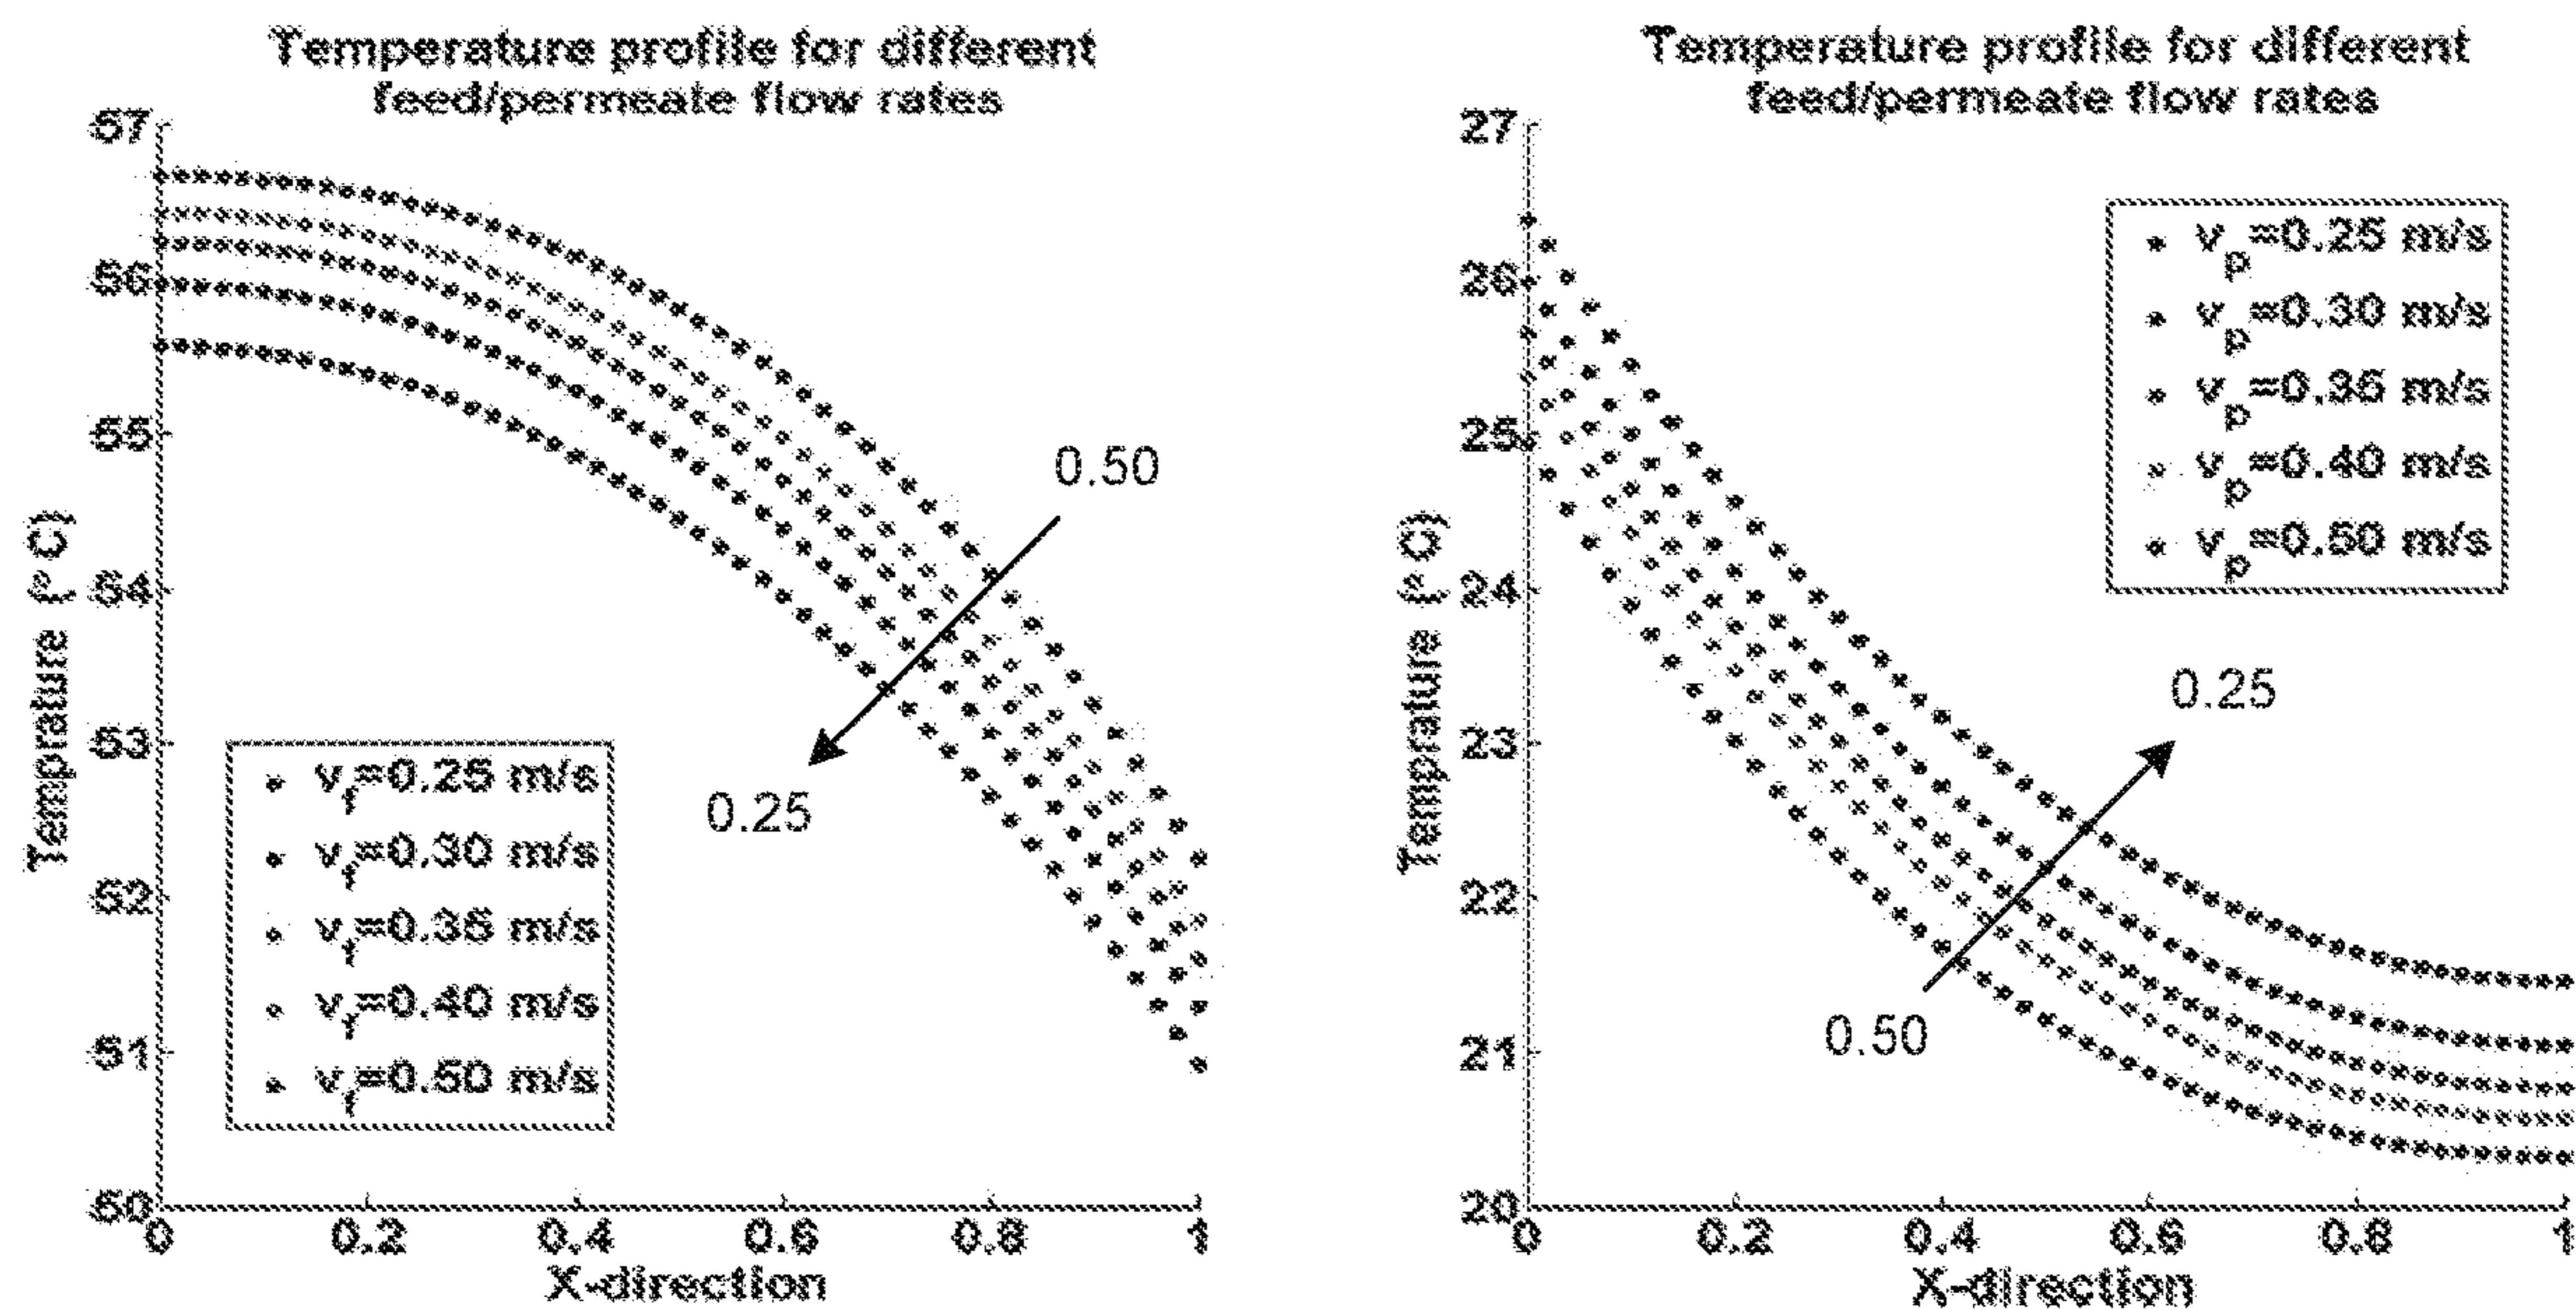 Temperature profile for different
feed/permeate flow rates
57
56
55
54
53
52
51
50
Temprature (°C)
0.50
0.25
v_f=0.25 m/s
v_f=0.30 m/s
v_f=0.35 m/s
v_f=0.40 m/s
v_f=0.50 m/s
0 0.2 0.4 0.6 0.8 1
X-direction
Temperature profile for different
feed/permeate flow rates
27
26
25
24
23
22
21
20
Temprature (°C)
v_p=0.25 m/s
v_p=0.30 m/s
v_p=0.35 m/s
v_p=0.40 m/s
v_p=0.50 m/s
0.25
0.50
0 0.2 0.4 0.6 0.8 1
X-direction